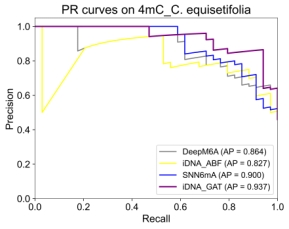 PR curves on 4mC_C. equisetifolia
1.0
0.8
0.6
0.4
0.2
0.0
Precision
DeepM6A (AP = 0.864)
iDNA_ABF (AP = 0.827)
SNN6mA (AP = 0.900)
iDNA_GAT (AP = 0.937)
0.0 0.2 0.4 0.6 0.8 1.0
Recall